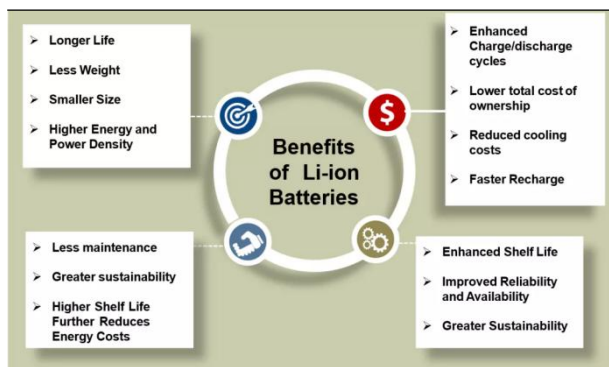 Longer Life
Less Weight
Smaller Size
Higher Energy and
Power Density
Enhanced
Charge/discharge
cycles
Lower total cost of
ownership
Reduced cooling
costs
Faster Recharge
$
Benefits
of Li-ion
Batteries
Less maintenance
Greater sustainability
Higher Shelf Life
Further Reduces
Energy Costs
Enhanced Shelf Life
Improved Reliability
and Availability
Greater Sustainability